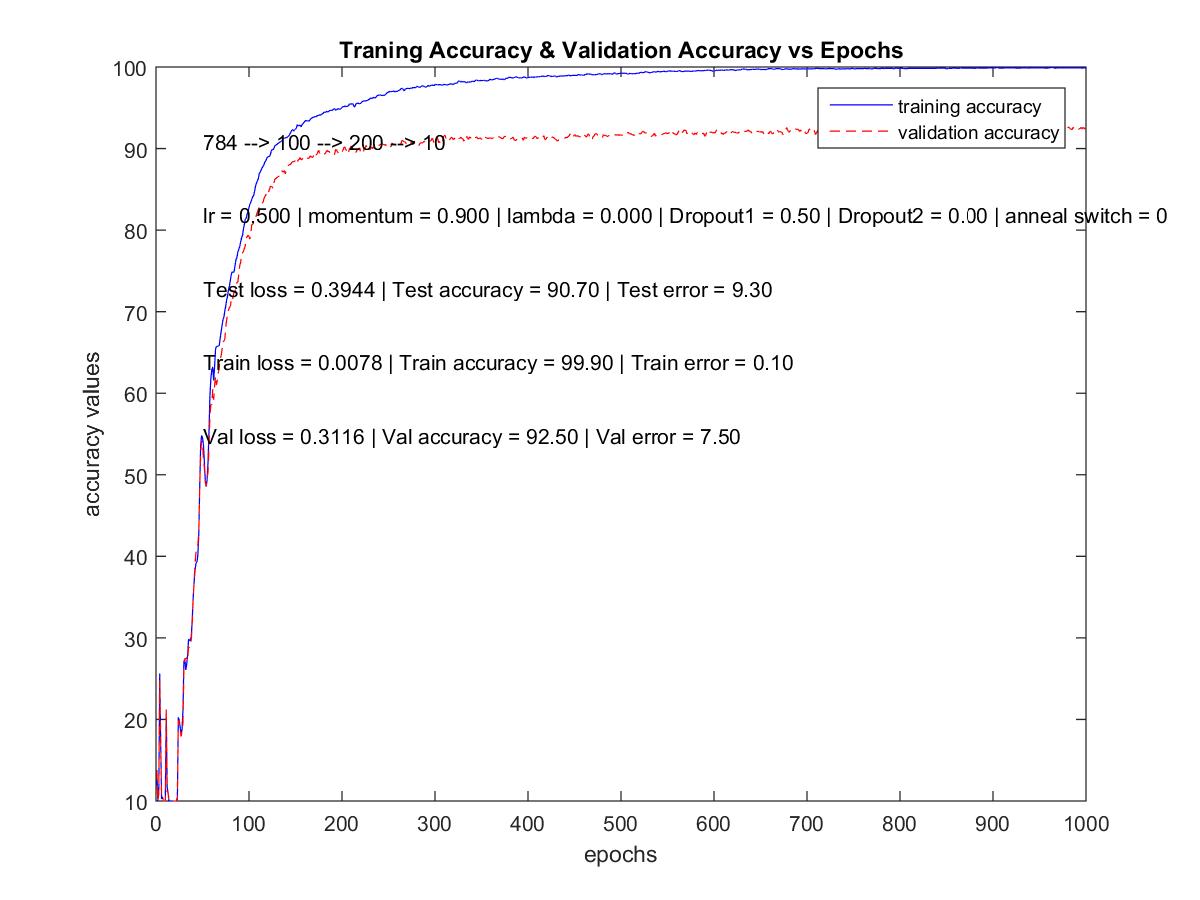 Traning Accuracy & Validation Accuracy vs Epochs
100
90
80
70
60
50
40
30
20
10
accuracy values
training accuracy
validation accuracy
784 --> 100 --> 200 --> 10
lr = 0.500 | momentum = 0.900 | lambda = 0.000 | Dropout1 = 0.50 | Dropout2 = 0.00 | anneal switch = 0
Test loss = 0.3944 | Test accuracy = 90.70 | Test error = 9.30
Train loss = 0.0078 | Train accuracy = 99.90 | Train error = 0.10
Val loss = 0.3116 | Val accuracy = 92.50 | Val error = 7.50
0 100 200 300 400 500 600 700 800 900 1000
epochs